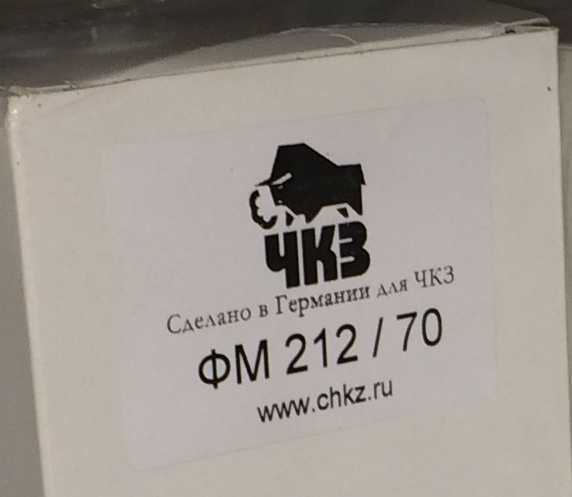 ЧКЗ
Сделано в Германии для ЧКЗ
ФМ 212 / 70
www.chkz.ru